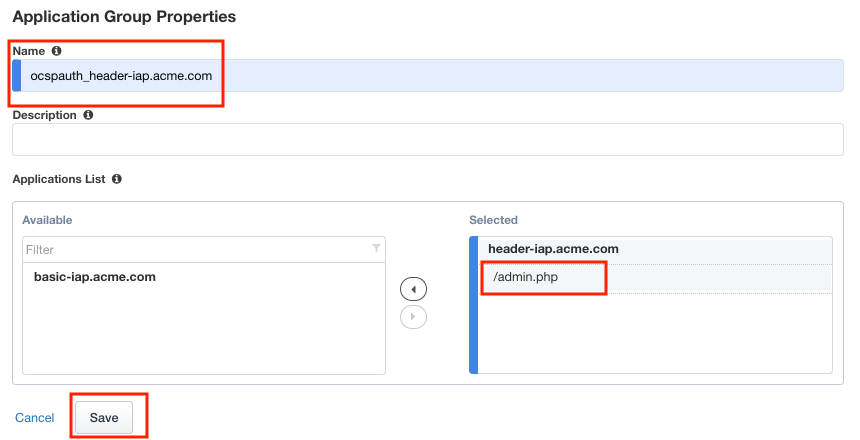 Application Group Properties
Name
ocspauth_header-iap.acme.com
Description
Applications List
Available
Selected
Filter
basic-iap.acme.com
header-iap.acme.com
/admin.php
Cancel
Save